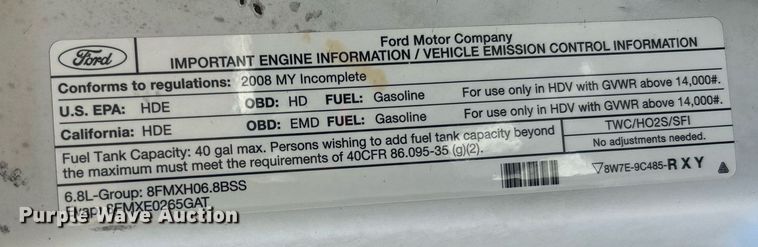 Ford
Ford Motor Company
IMPORTANT ENGINE INFORMATION / VEHICLE EMISSION CONTROL INFORMATION
Conforms to regulations: 2008 MY Incomplete
U.S. EPA: HDE OBD: HD FUEL: Gasoline For use only in HDV with GVWR above 14,000#.
California: HDE OBD: EMD FUEL: Gasoline For use only in HDV with GVWR above 14,000#.
Fuel Tank Capacity: 40 gal max. Persons wishing to add fuel tank capacity beyond
the maximum must meet the requirements of 40CFR 86.095-35 (g)(2).
TWC/HO2S/SFI
No adjustments needed.
6.8L-Group: 8FMXH06.8BSS
Evap: 8FMXE0265GAT
8W7E-9C485-RXY
Purple Wave Auction